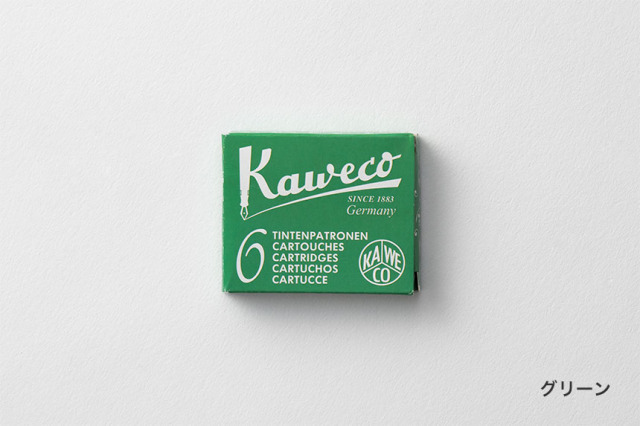 Kaweco
SINCE 1883
Germany
6
TINTENPATRONEN
CARTOUCHES
CARTRIDGES
CARTUCHOS
CARTUCCE
KA WE
CO
グリーン